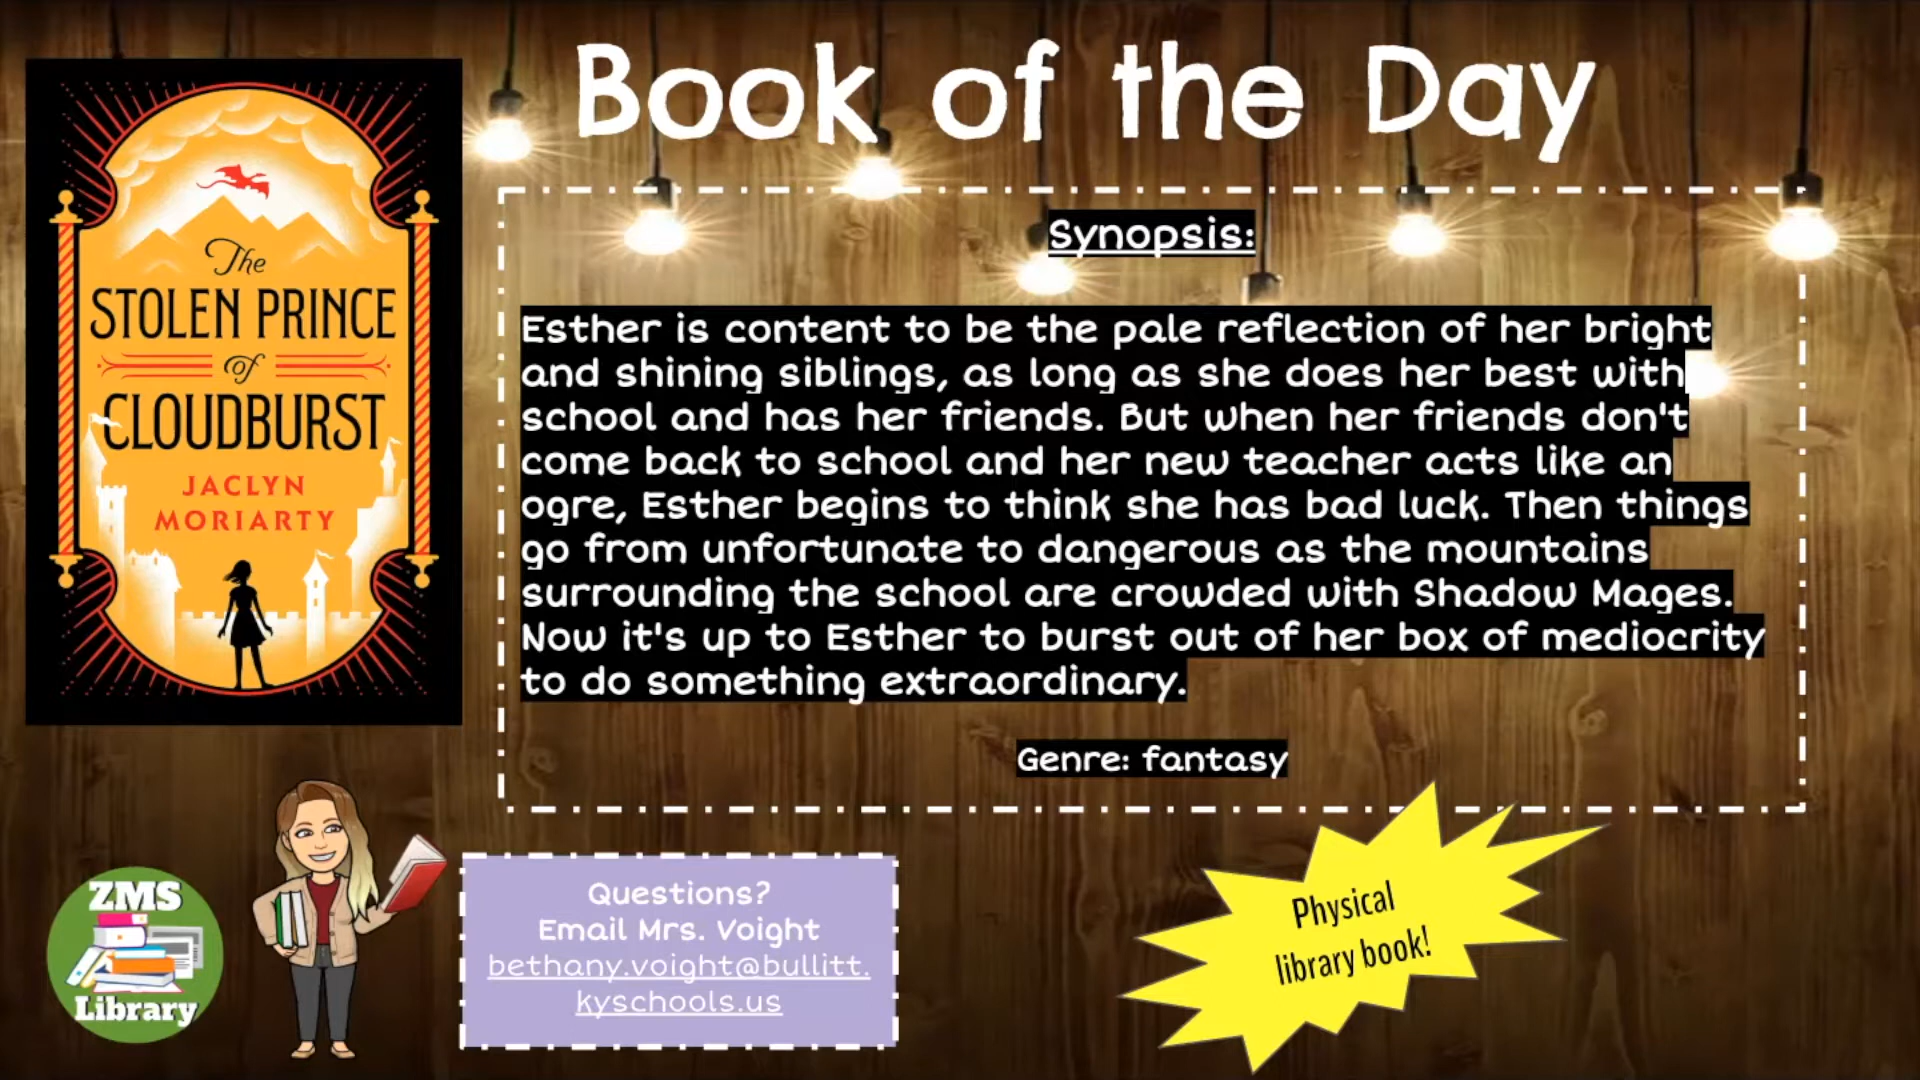 Book of the Day
The
STOLEN PRINCE
of
CLOUDBURST
JACLYN
MORIARTY
Synopsis:
Esther is content to be the pale reflection of her bright
and shining siblings, as long as she does her best with
school and has her friends. But when her friends don't
come back to school and her new teacher acts like an
ogre, Esther begins to think she has bad luck. Then things
go from unfortunate to dangerous as the mountains
surrounding the school are crowded with Shadow Mages.
Now it's up to Esther to burst out of her box of mediocrity
to do something extraordinary.
Genre: fantasy
ZMS
Library
Questions?
Email Mrs. Voight
bethany.voight@bullitt.
kyschools.us
Physical
library book!